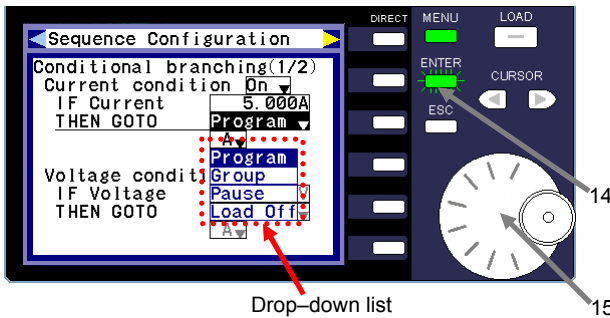 DIRECT MENU LOAD
Sequence Configuration
Conditional branching(1/2)
ENTER
Current condition On
CURSOR
IF Current 5.000A
ESC
THEN GOTO Program
A
Program
Voltage conditi Group
IF Voltage Pause V
THEN GOTO Load Off
A
14
15
Drop–down list